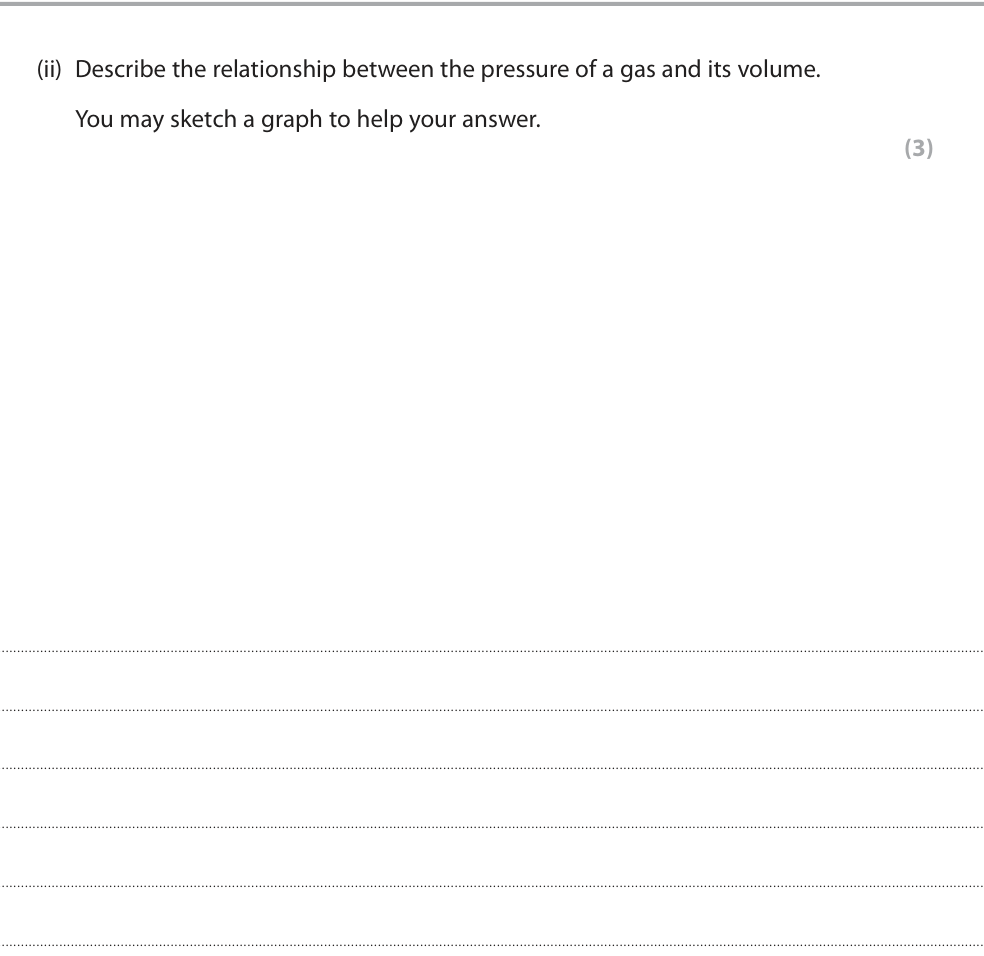 (ii) Describe the relationship between the pressure of a gas and its volume.
You may sketch a graph to help your answer.
(3)